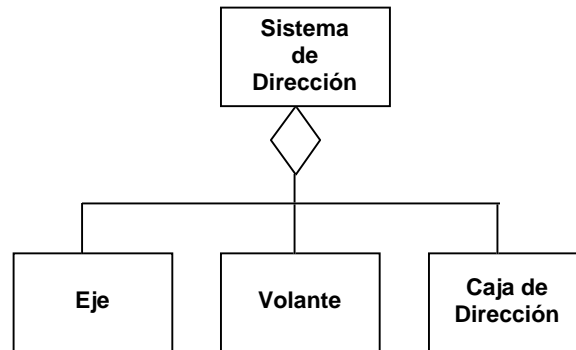 Sistema
de
Dirección
Eje
Volante
Caja de
Dirección